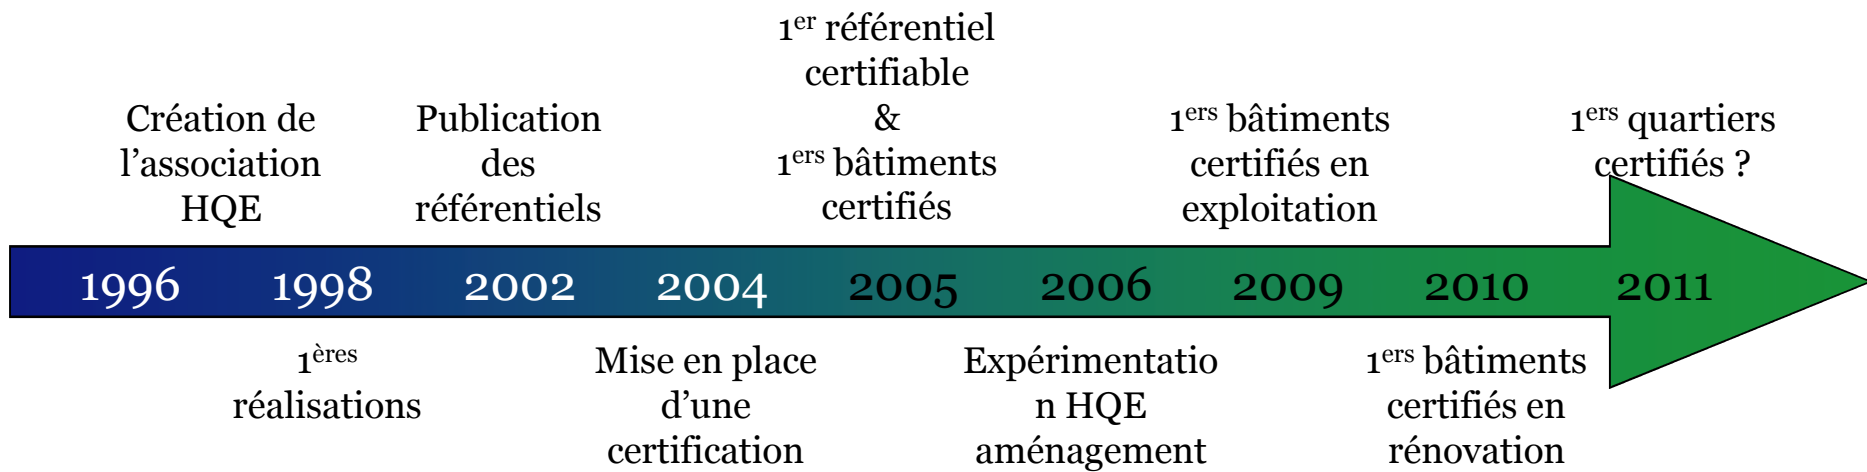 1er référentiel
certifiable
&
1ers bâtiments
certifiés
Création de
l’association
HQE
Publication
des
référentiels
1ers bâtiments
certifiés en
exploitation
1ers quartiers
certifiés ?
1996 1998 2002 2004 2005 2006 2009 2010 2011
1ères
réalisations
Mise en place
d’une
certification
Expérimentatio
n HQE
aménagement
1ers bâtiments
certifiés en
rénovation